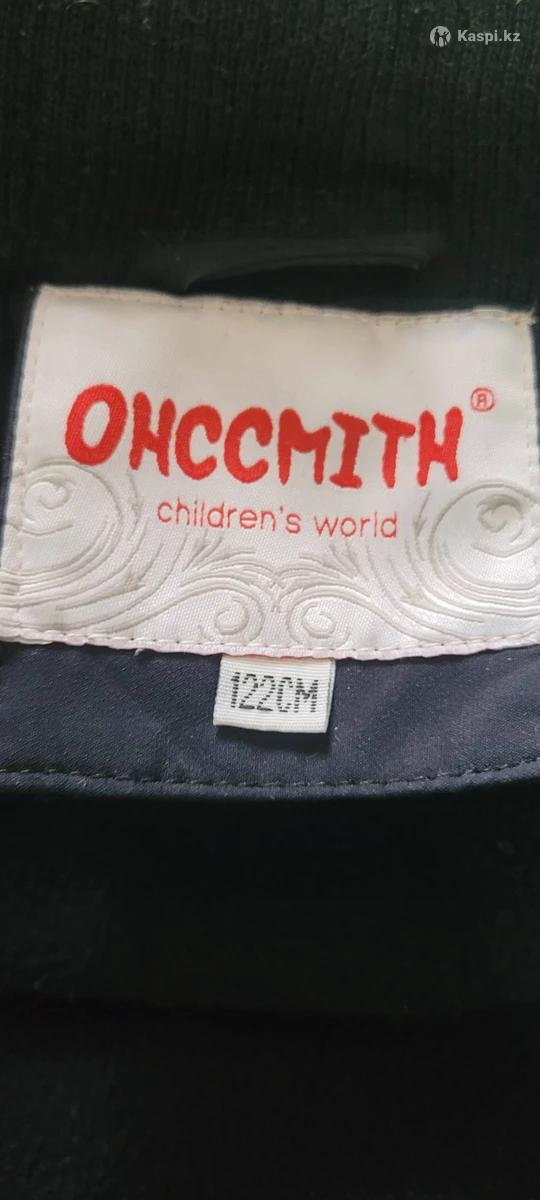 Kaspi.kz
OHCCMITH®
children's world
122CM